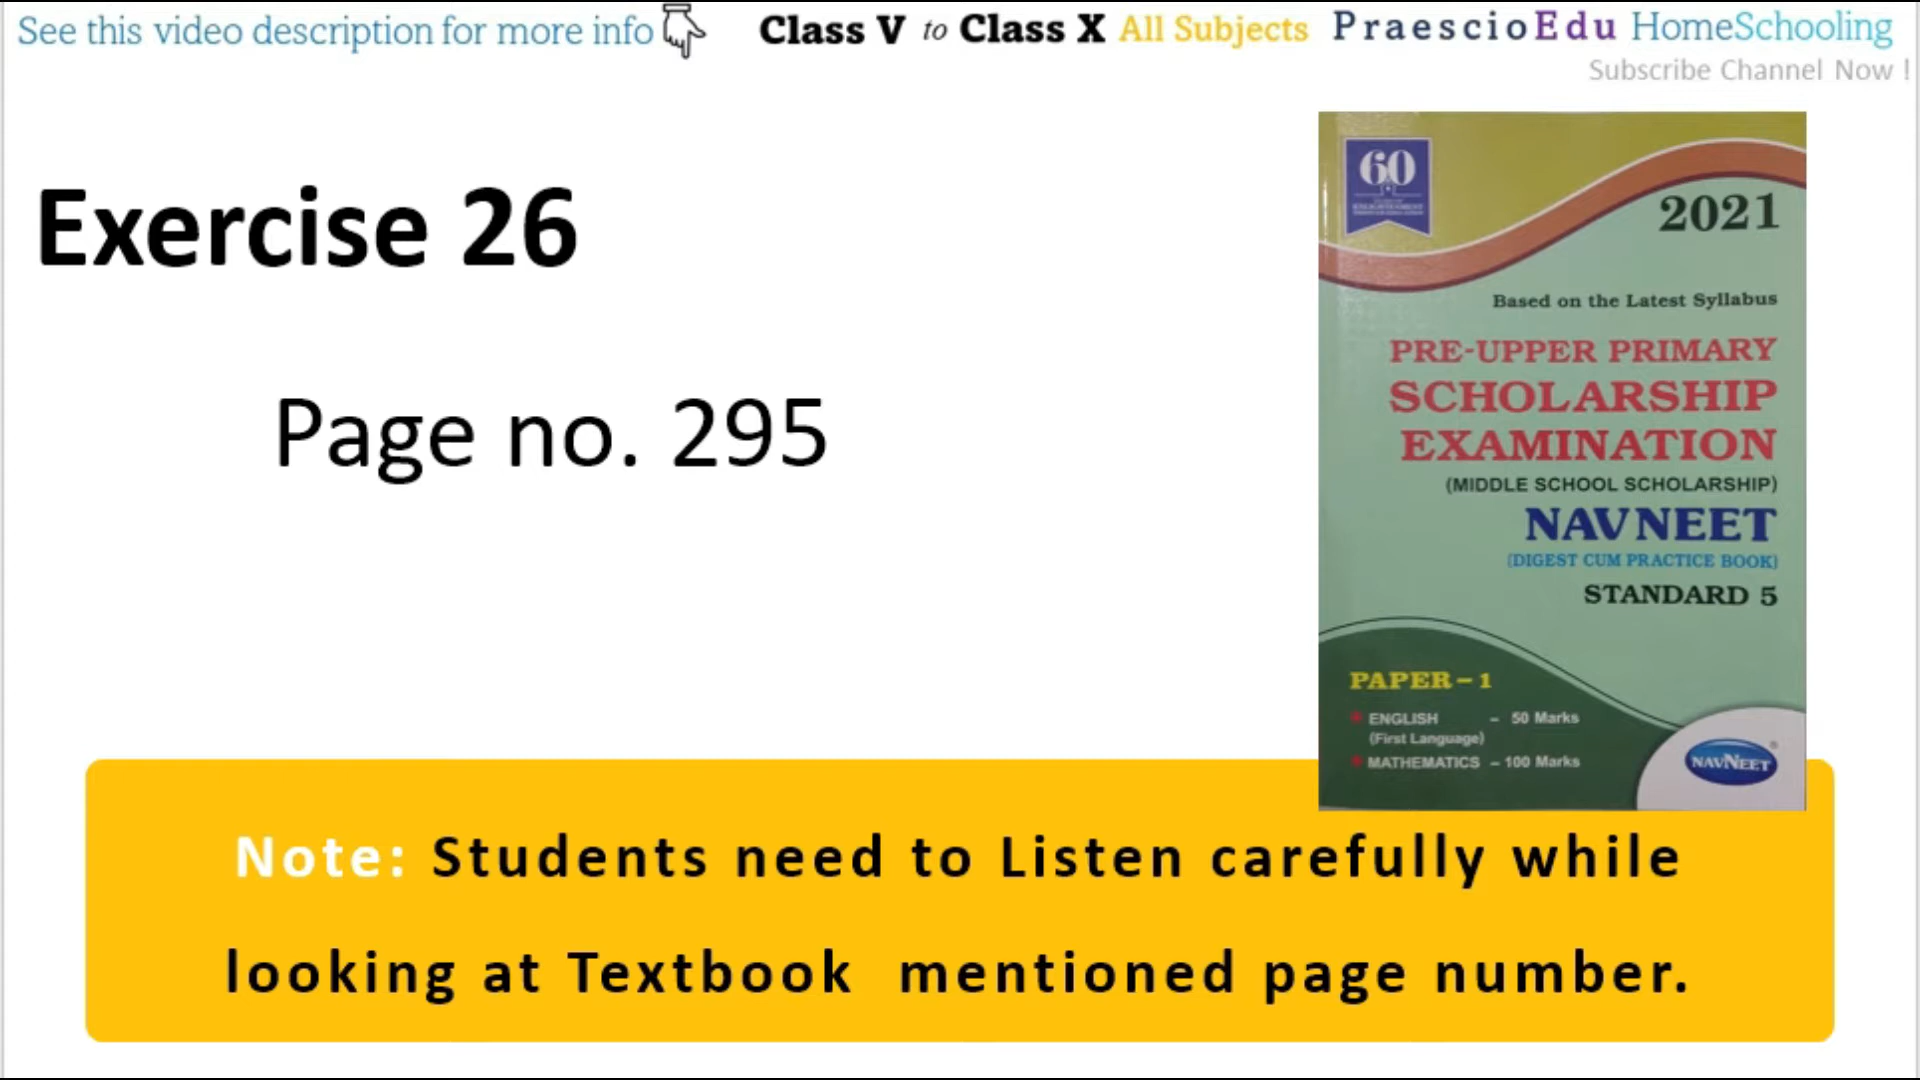 See this video description for more info
Class V to Class X All Subjects PraescioEdu HomeSchooling
Subscribe Channel Now !
Exercise 26
Page no. 295
60
2021
Based on the Latest Syllabus
PRE-UPPER PRIMARY
SCHOLARSHIP
EXAMINATION
(MIDDLE SCHOOL SCHOLARSHIP)
NAVNEET
(DIGEST CUM PRACTICE BOOK)
STANDARD 5
PAPER – 1
ENGLISH – 50 Marks
(First Language)
MATHEMATICS – 100 Marks
NAVNEET
Note: Students need to Listen carefully while
looking at Textbook mentioned page number.